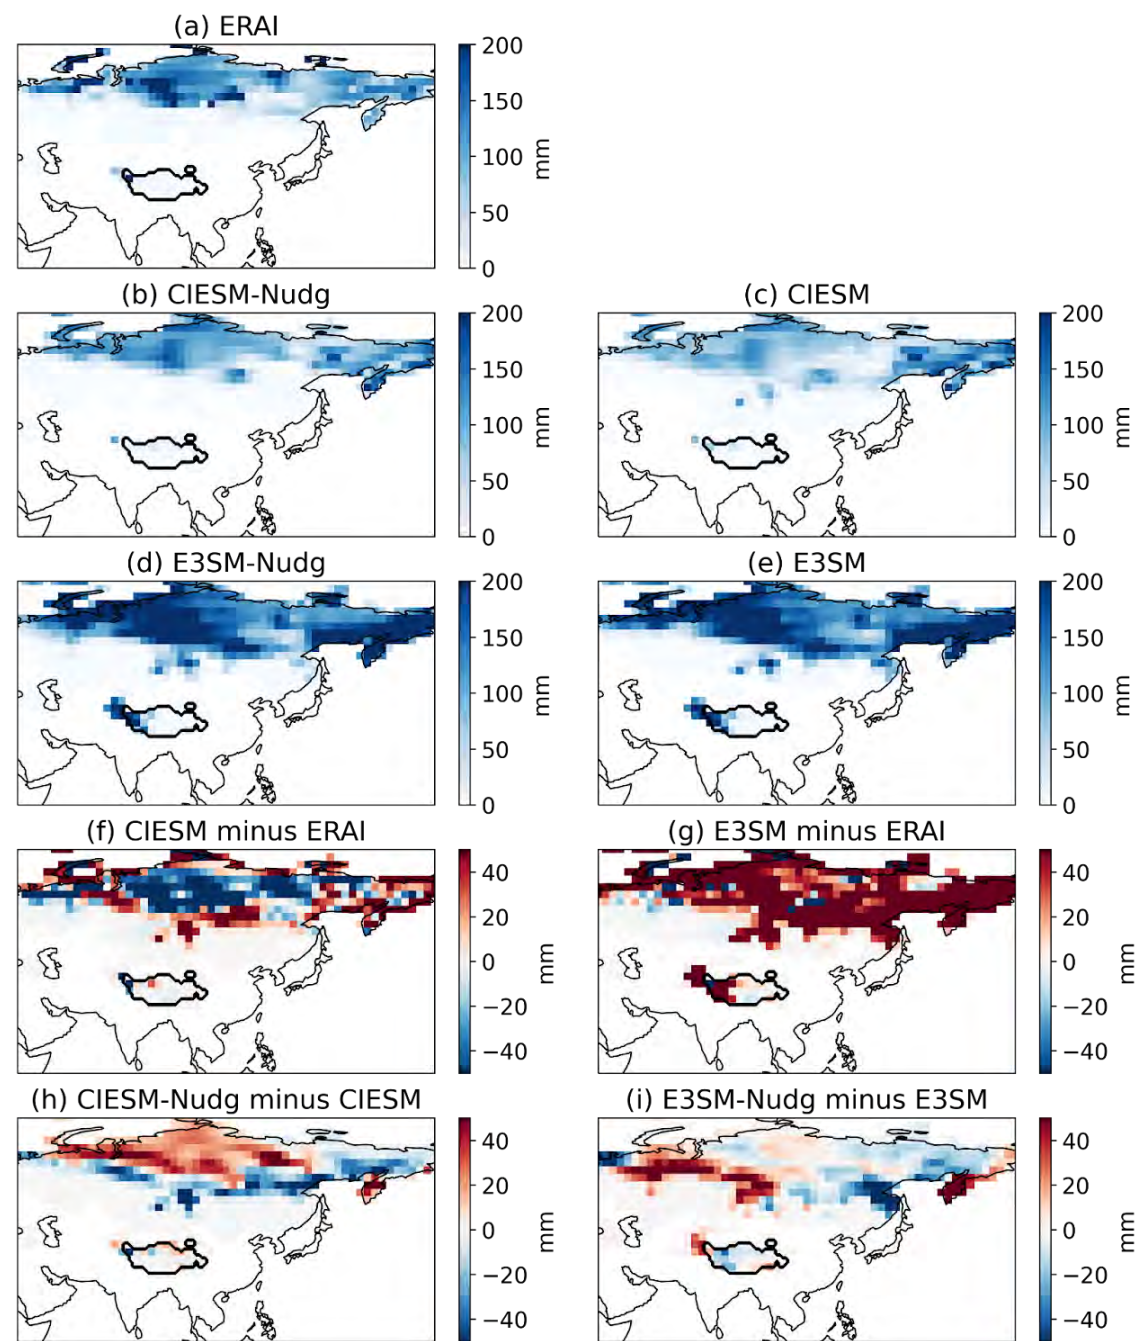 (a) ERAI
200
150
100
50
0
mm
(b) CIESM-Nudg
200
150
100
50
0
mm
(c) CIESM
200
150
100
50
0
mm
(d) E3SM-Nudg
200
150
100
50
0
mm
(e) E3SM
200
150
100
50
0
mm
(f) CIESM minus ERAI
40
20
0
−20
−40
mm
(g) E3SM minus ERAI
40
20
0
−20
−40
mm
(h) CIESM-Nudg minus CIESM
40
20
0
−20
−40
mm
(i) E3SM-Nudg minus E3SM
40
20
0
−20
−40
mm